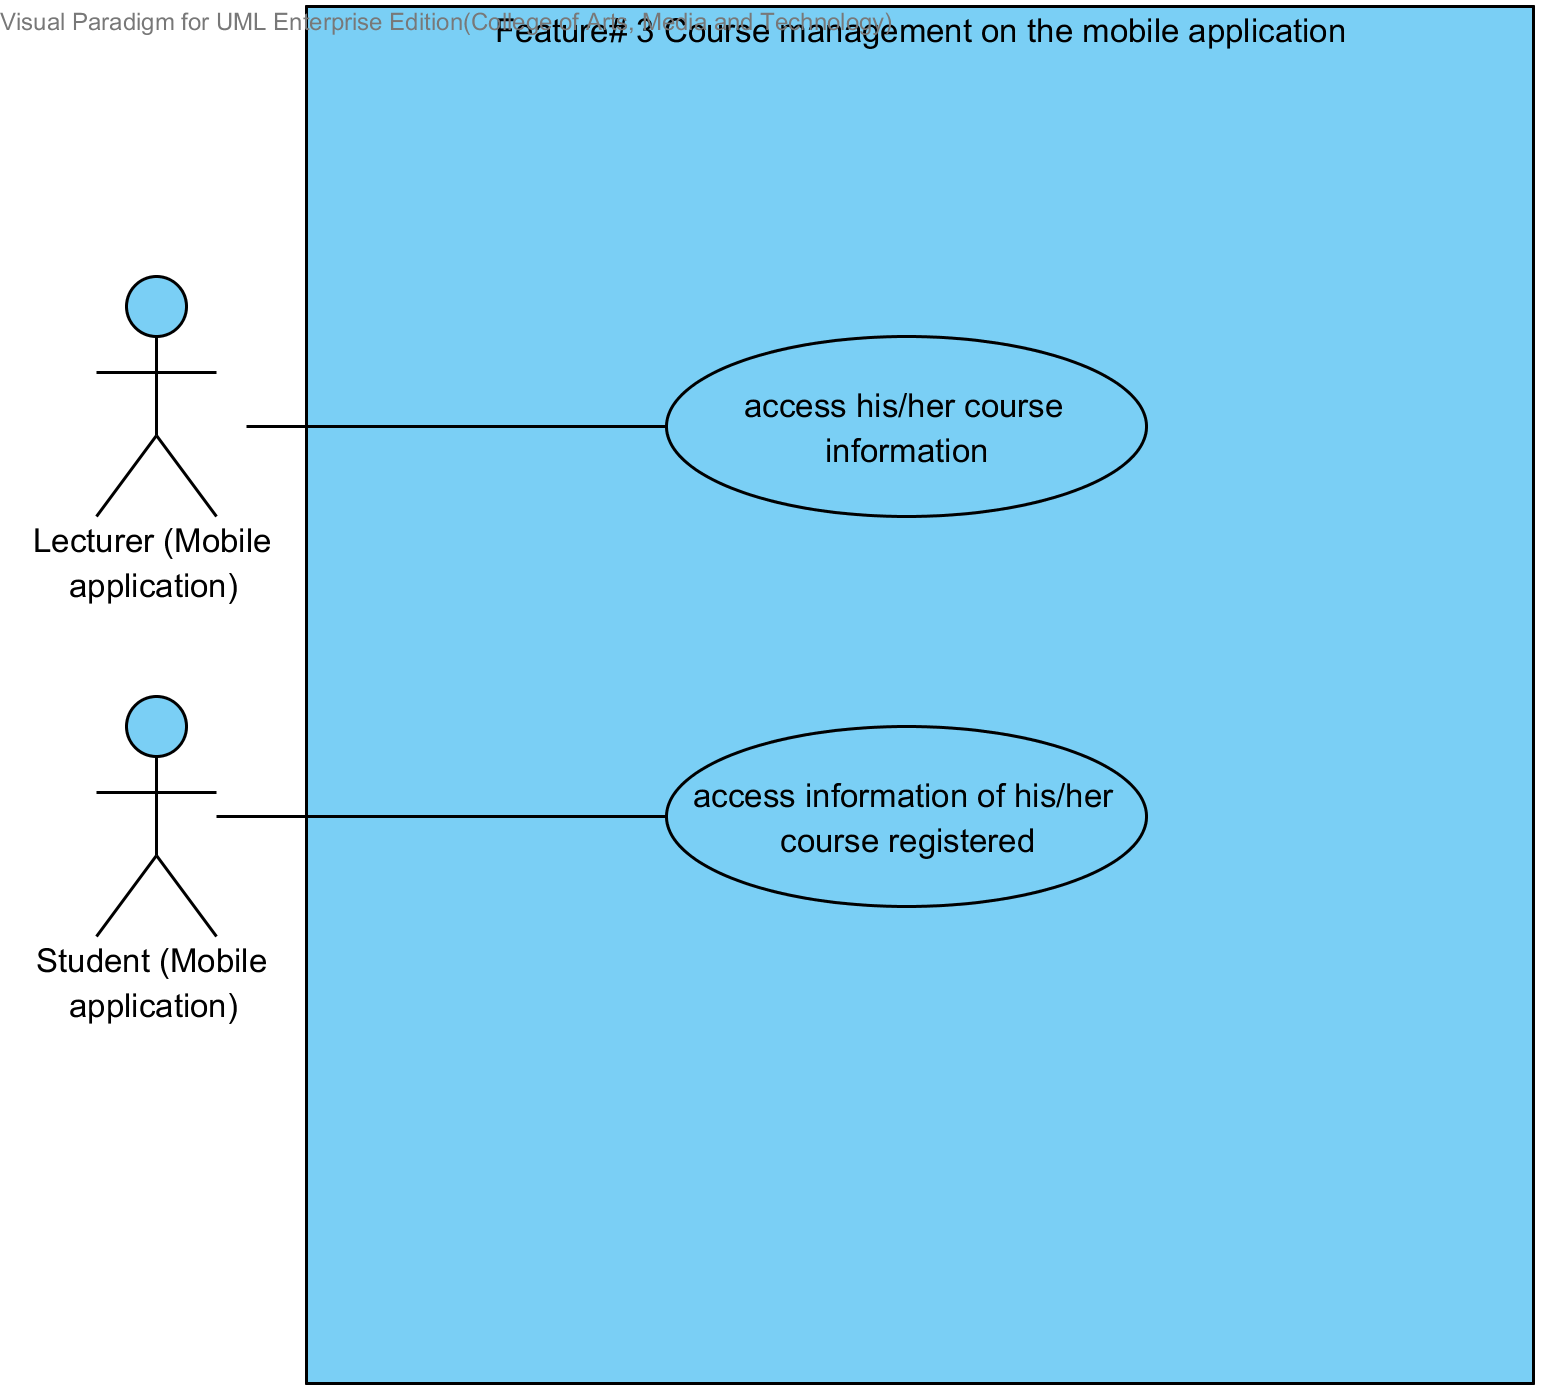 Visual Paradigm for UML Enterprise Edition(College of Arts, Media and Technology)
Feature# 3 Course management on the mobile application
access his/her course
information
Lecturer (Mobile
application)
access information of his/her
course registered
Student (Mobile
application)